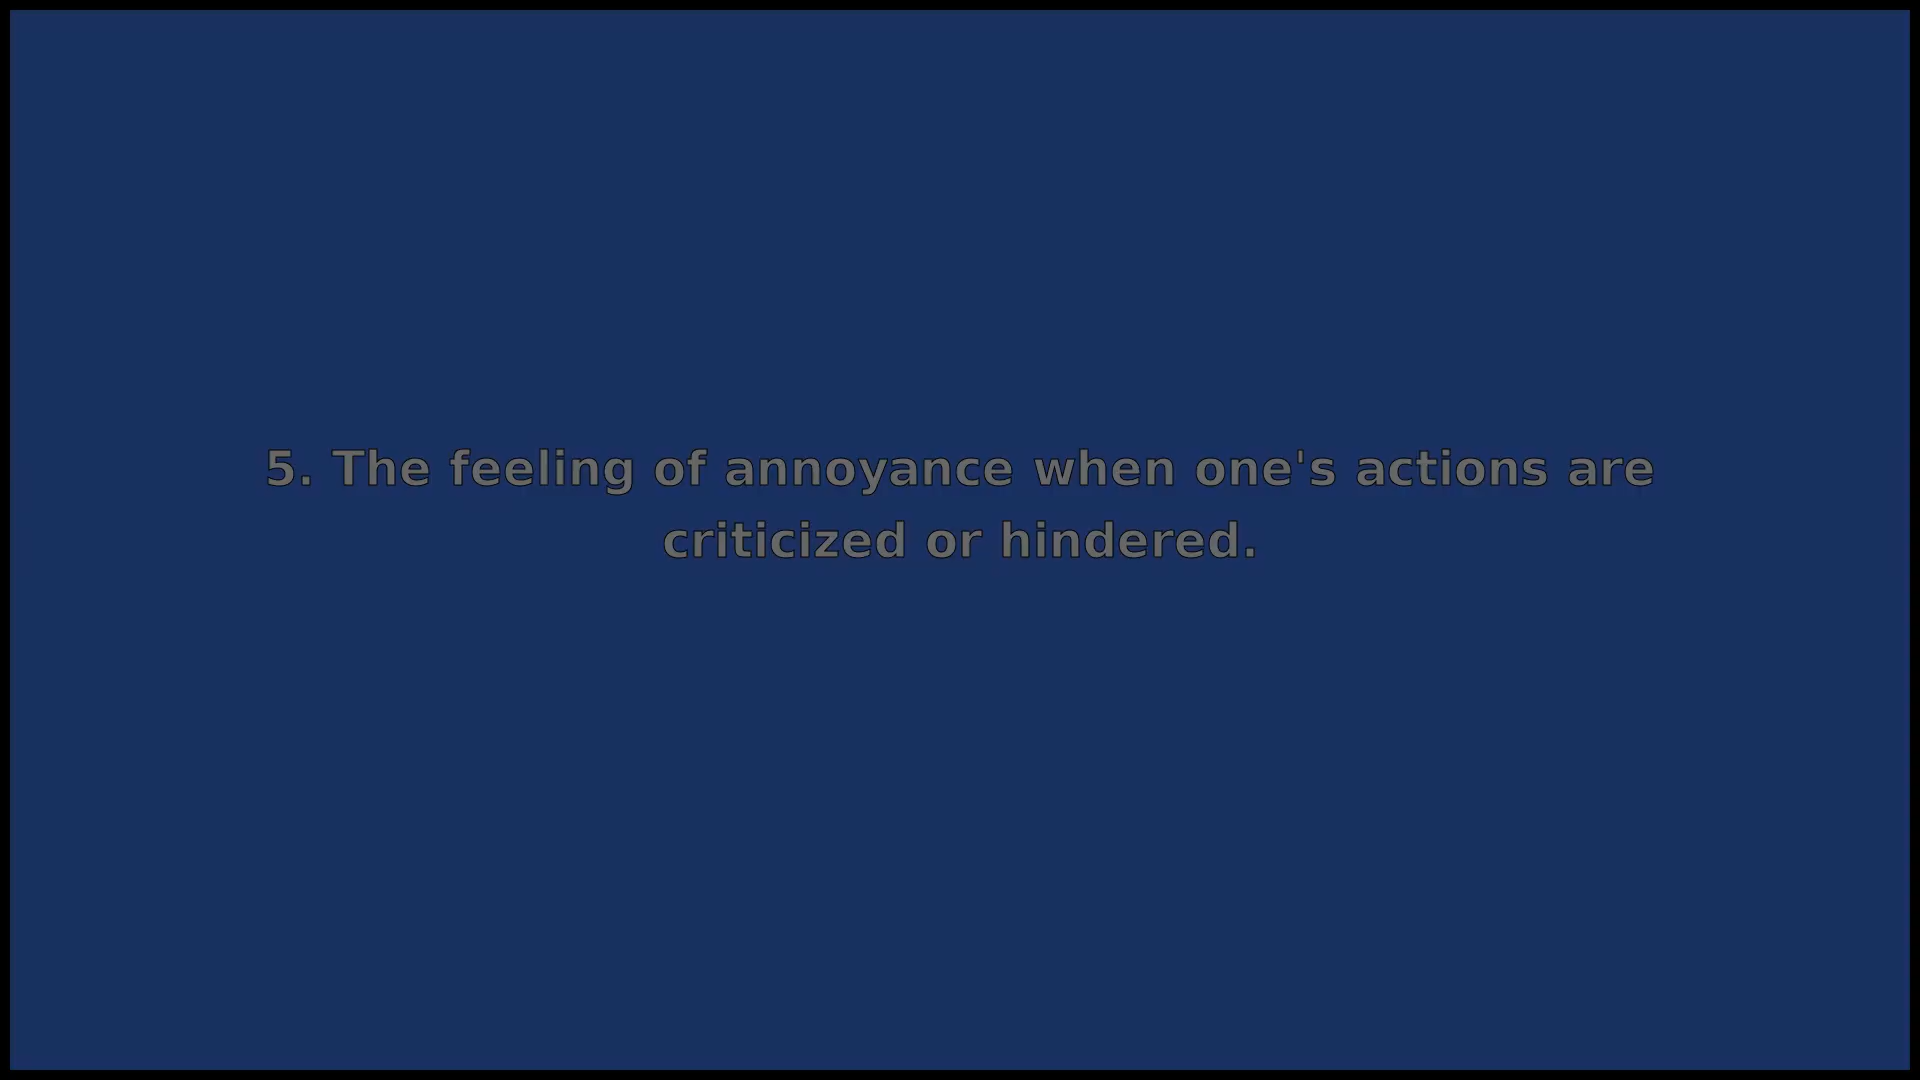 5. The feeling of annoyance when one's actions are
criticized or hindered.